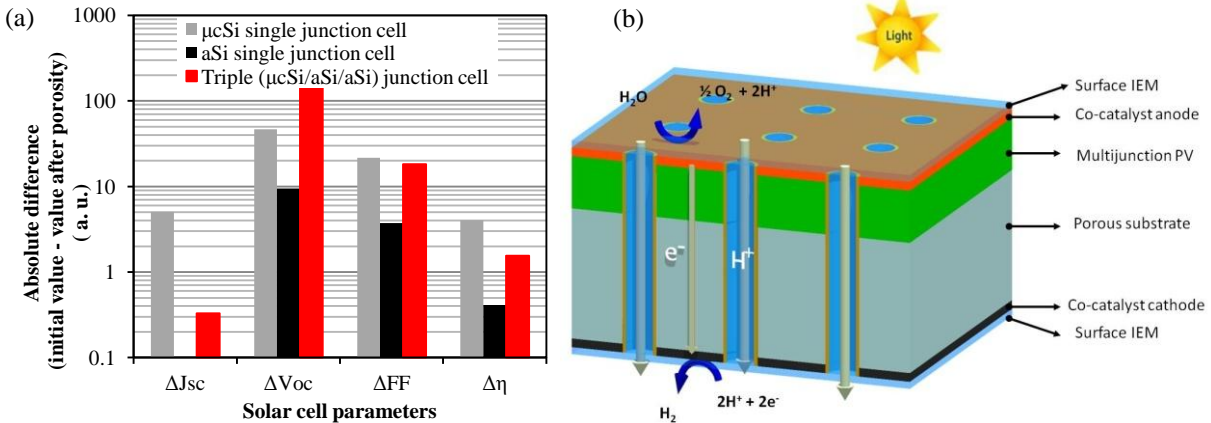 (a)
Absolute difference
(initial value - value after porosity)
( a. u.)
1000
100
10
1
0.1
μcSi single junction cell
aSi single junction cell
Triple (μcSi/aSi/aSi) junction cell
ΔJsc ΔVoc ΔFF Δη
Solar cell parameters
(b)
Light
H₂O
½ O₂ + 2H⁺
Surface IEM
Co-catalyst anode
Multijunction PV
Porous substrate
e⁻
H⁺
Co-catalyst cathode
Surface IEM
H₂
2H⁺ + 2e⁻